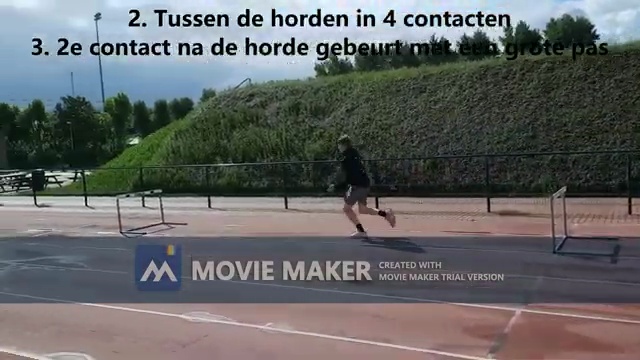 2. Tussen de horden in 4 contacten
3. 2e contact na de horde gebeurt met een grote pas
MOVIE MAKER
CREATED WITH
MOVIE MAKER TRIAL VERSION